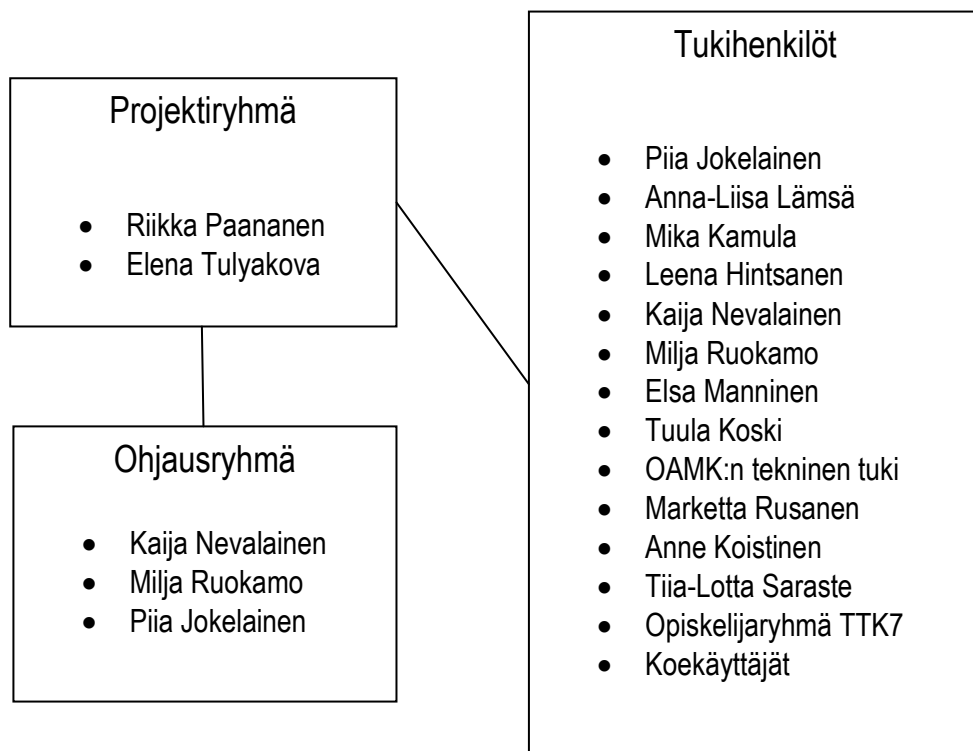 Projektiryhmä
• Riikka Paananen
• Elena Tulyakova
Ohjausryhmä
• Kaija Nevalainen
• Milja Ruokamo
• Piia Jokelainen
Tukihenkilöt
• Piia Jokelainen
• Anna-Liisa Lämsä
• Mika Kamula
• Leena Hintsanen
• Kaija Nevalainen
• Milja Ruokamo
• Elsa Manninen
• Tuula Koski
• OAMK:n tekninen tuki
• Marketta Rusanen
• Anne Koistinen
• Tiia-Lotta Saraste
• Opiskelijaryhmä TTK7
• Koekäyttäjät